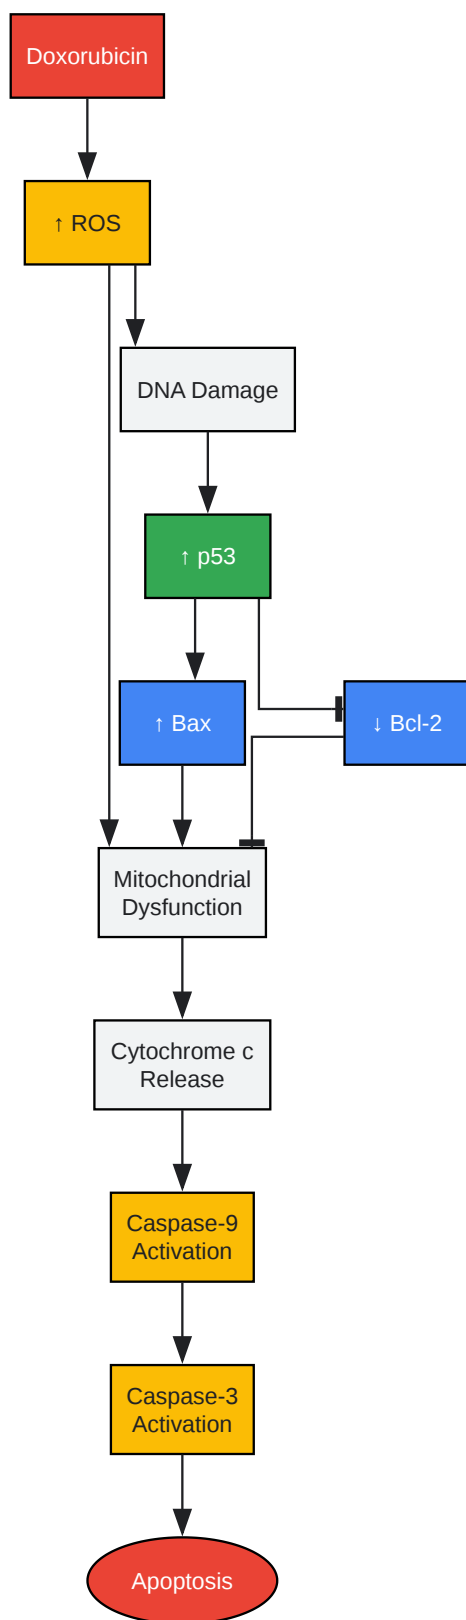 Doxorubicin
↑ ROS
DNA Damage
↑ p53
↑ Bax
↓ Bcl-2
Mitochondrial
Dysfunction
Cytochrome c
Release
Caspase-9
Activation
Caspase-3
Activation
Apoptosis